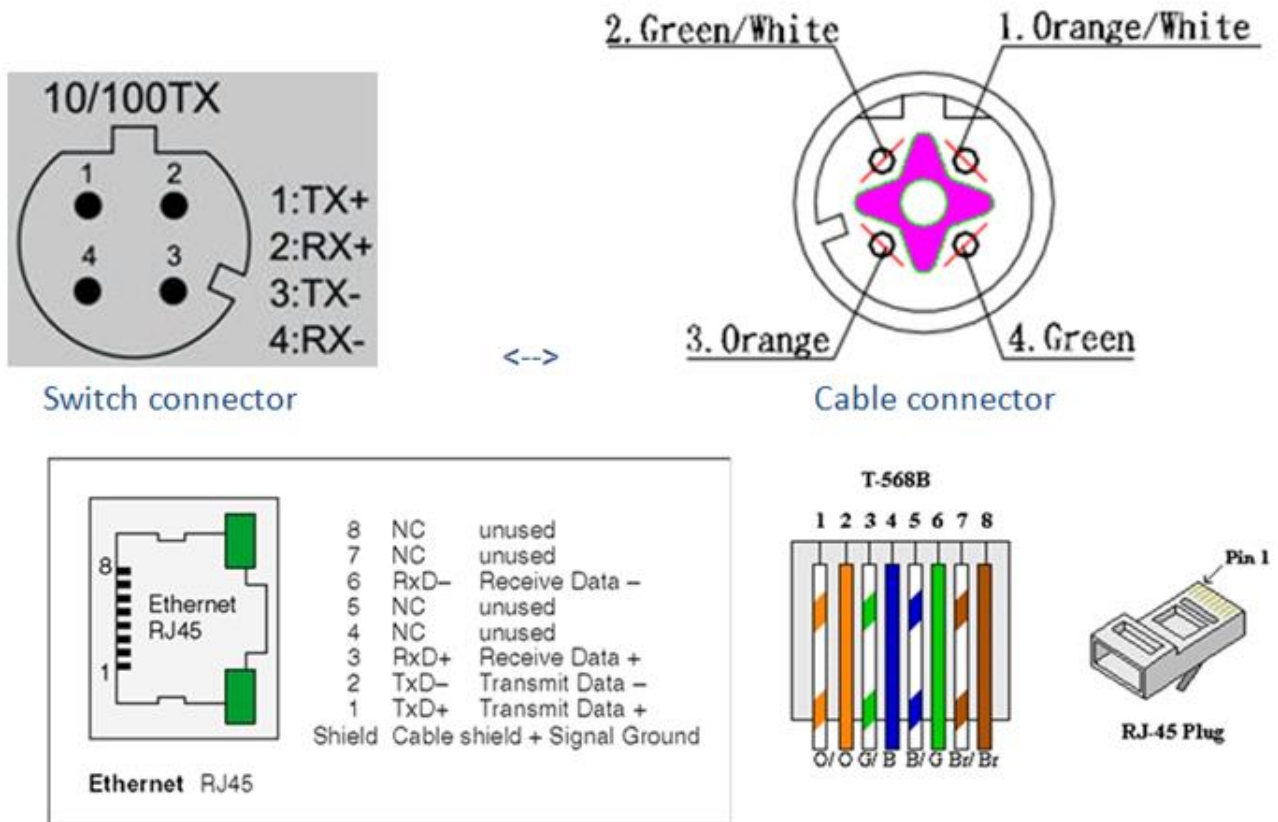 2.Green/White
1.Orange/White
10/100TX
1
2
4
3
1:TX+
2:RX+
3:TX-
4:RX-
3.Orange
4.Green
<-->
Switch connector
Cable connector
8 NC unused
7 NC unused
6 RxD– Receive Data –
5 NC unused
4 NC unused
3 RxD+ Receive Data +
2 TxD– Transmit Data –
1 TxD+ Transmit Data +
Shield Cable shield + Signal Ground
8
Ethernet
RJ45
1
Ethernet RJ45
T-568B
1 2 3 4 5 6 7 8
O/ O G/ B B/ G Br/ Br
Pin 1
RJ-45 Plug